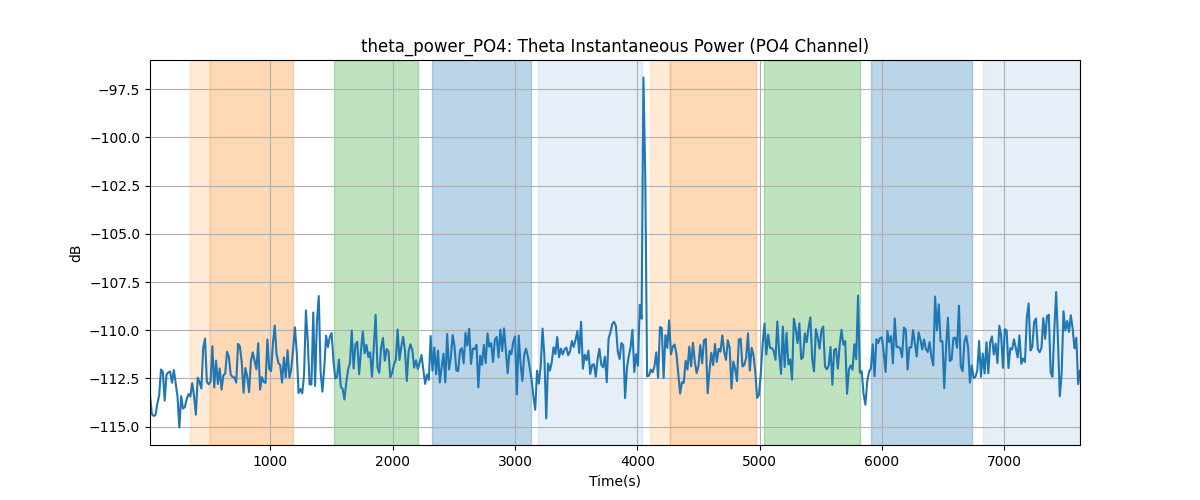 theta_power_PO4: Theta Instantaneous Power (PO4 Channel)
dB
−97.5
−100.0
−102.5
−105.0
−107.5
−110.0
−112.5
−115.0
1000 2000 3000 4000 5000 6000 7000
Time(s)